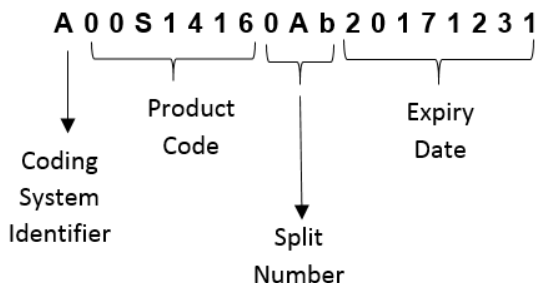 A 0 0 S 1 4 1 6 0 A b 2 0 1 7 1 2 3 1
Product
Code
Expiry
Date
Coding
System
Identifier
Split
Number